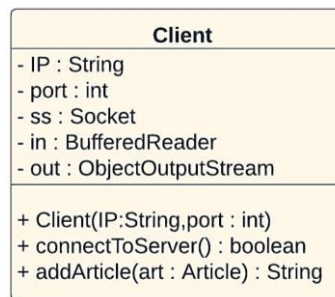 Client
- IP : String
- port : int
- ss : Socket
- in : BufferedReader
- out : ObjectOutputStream
+ Client(IP:String,port : int)
+ connectToServer() : boolean
+ addArticle(art : Article) : String